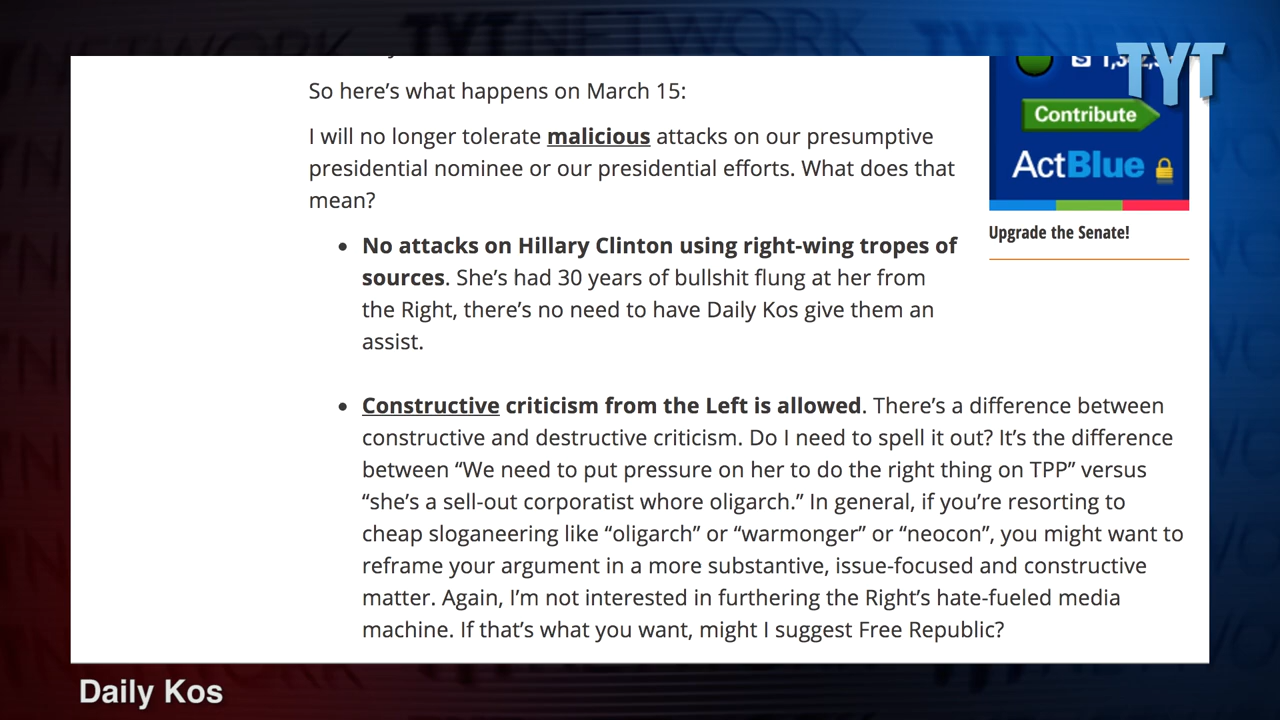 So here's what happens on March 15:
I will no longer tolerate malicious attacks on our presumptive
presidential nominee or our presidential efforts. What does that
mean?
• No attacks on Hillary Clinton using right-wing tropes of
sources. She's had 30 years of bullshit flung at her from
the Right, there's no need to have Daily Kos give them an
assist.
• Constructive criticism from the Left is allowed. There's a difference between
constructive and destructive criticism. Do I need to spell it out? It's the difference
between “We need to put pressure on her to do the right thing on TPP” versus
“she's a sell-out corporatist whore oligarch.” In general, if you're resorting to
cheap sloganeering like “oligarch” or “warmonger” or “neocon”, you might want to
reframe your argument in a more substantive, issue-focused and constructive
matter. Again, I'm not interested in furthering the Right's hate-fueled media
machine. If that's what you want, might I suggest Free Republic?
TYT
Contribute
ActBlue
Upgrade the Senate!
Daily Kos